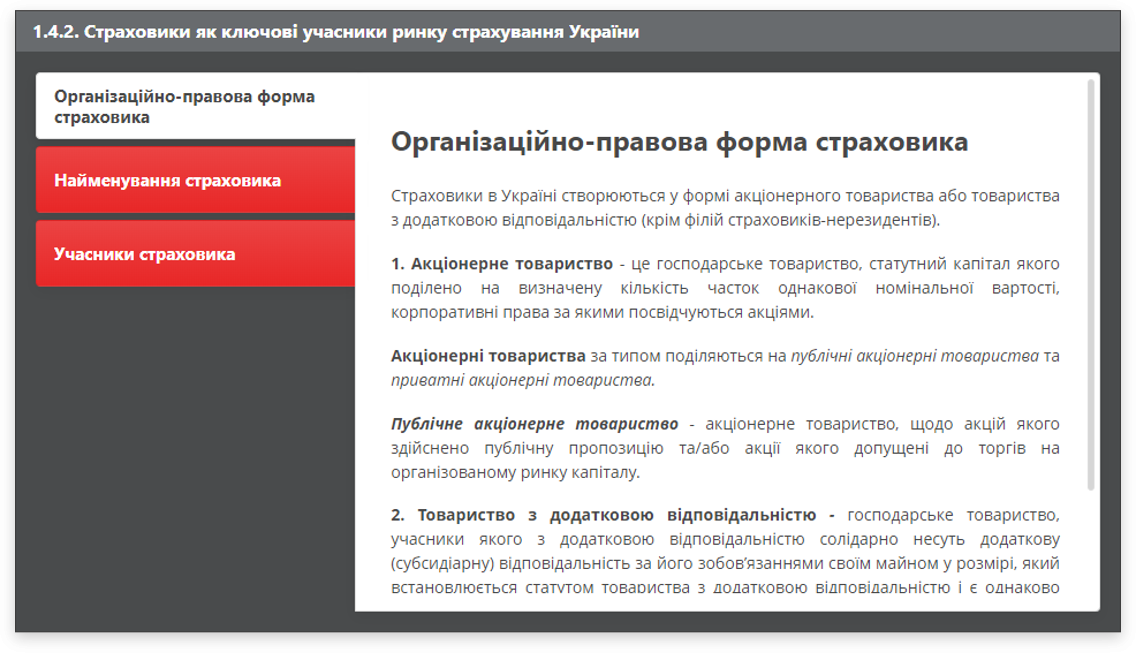 1.4.2. Страховики як ключові учасники ринку страхування України
Організаційно-правова форма
страховика
Найменування страховика
Учасники страховика
Організаційно-правова форма страховика
Страховики в Україні створюються у формі акціонерного товариства або товариства
з додатковою відповідальністю (крім філій страховиків-нерезидентів).
1. Акціонерне товариство - це господарське товариство, статутний капітал якого
поділено на визначену кількість часток однакової номінальної вартості,
корпоративні права за якими посвідчуються акціями.
Акціонерні товариства за типом поділяються на публічні акціонерні товариства та
приватні акціонерні товариства.
Публічне акціонерне товариство - акціонерне товариство, щодо акцій якого
здійснено публічну пропозицію та/або акції якого допущені до торгів на
організованому ринку капіталу.
2. Товариство з додатковою відповідальністю - господарське товариство,
учасники якого з додатковою відповідальністю солідарно несуть додаткову
(субсидіарну) відповідальність за його зобов’язаннями своїм майном у розмірі, який
встановлюється статутом товариства з додатковою відповідальністю і є однаково